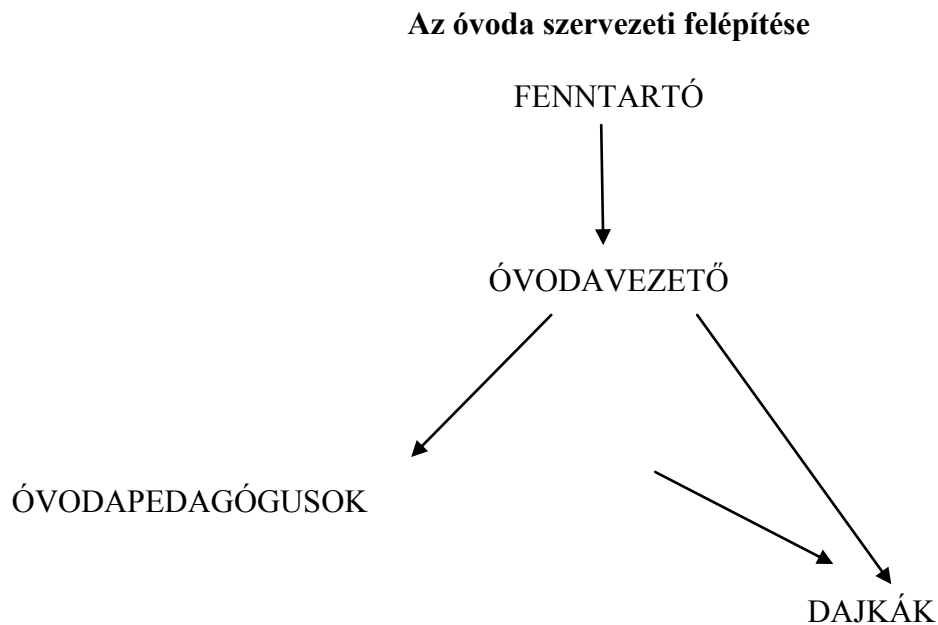 Az óvoda szervezeti felépítése
FENNTARTÓ
ÓVODAVEZETŐ
ÓVODAPEDAGÓGUSOK
DAJKÁK